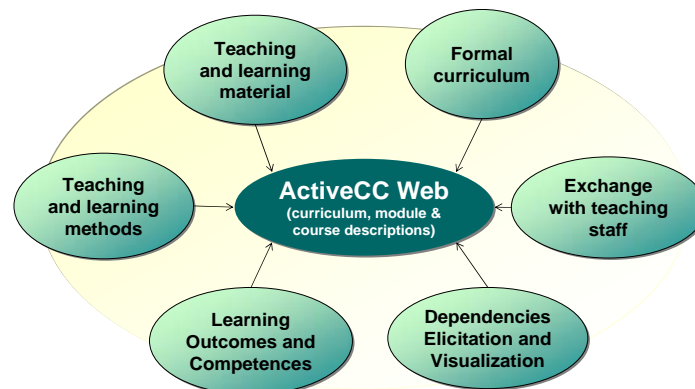 Teaching
and learning
material
Formal
curriculum
Teaching
and learning
methods
ActiveCC Web
(curriculum, module &
course descriptions)
Exchange
with teaching
staff
Learning
Outcomes and
Competences
Dependencies
Elicitation and
Visualization